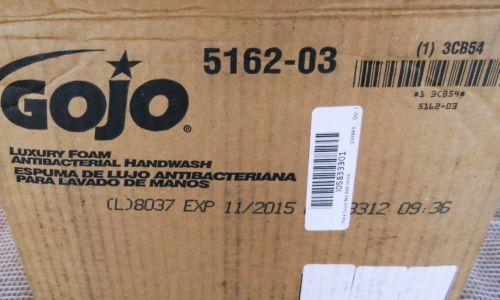 5162-03
(1) 3CB54
#1 3CB54#
5162-03
GOJO®
LUXURY FOAM
ANTIBACTERIAL HANDWASH
ESPUMA DE LUJO ANTIBACTERIANA
PARA LAVADO DE MANOS
(L)8037 EXP 11/2015 3312 09:36
I05833301